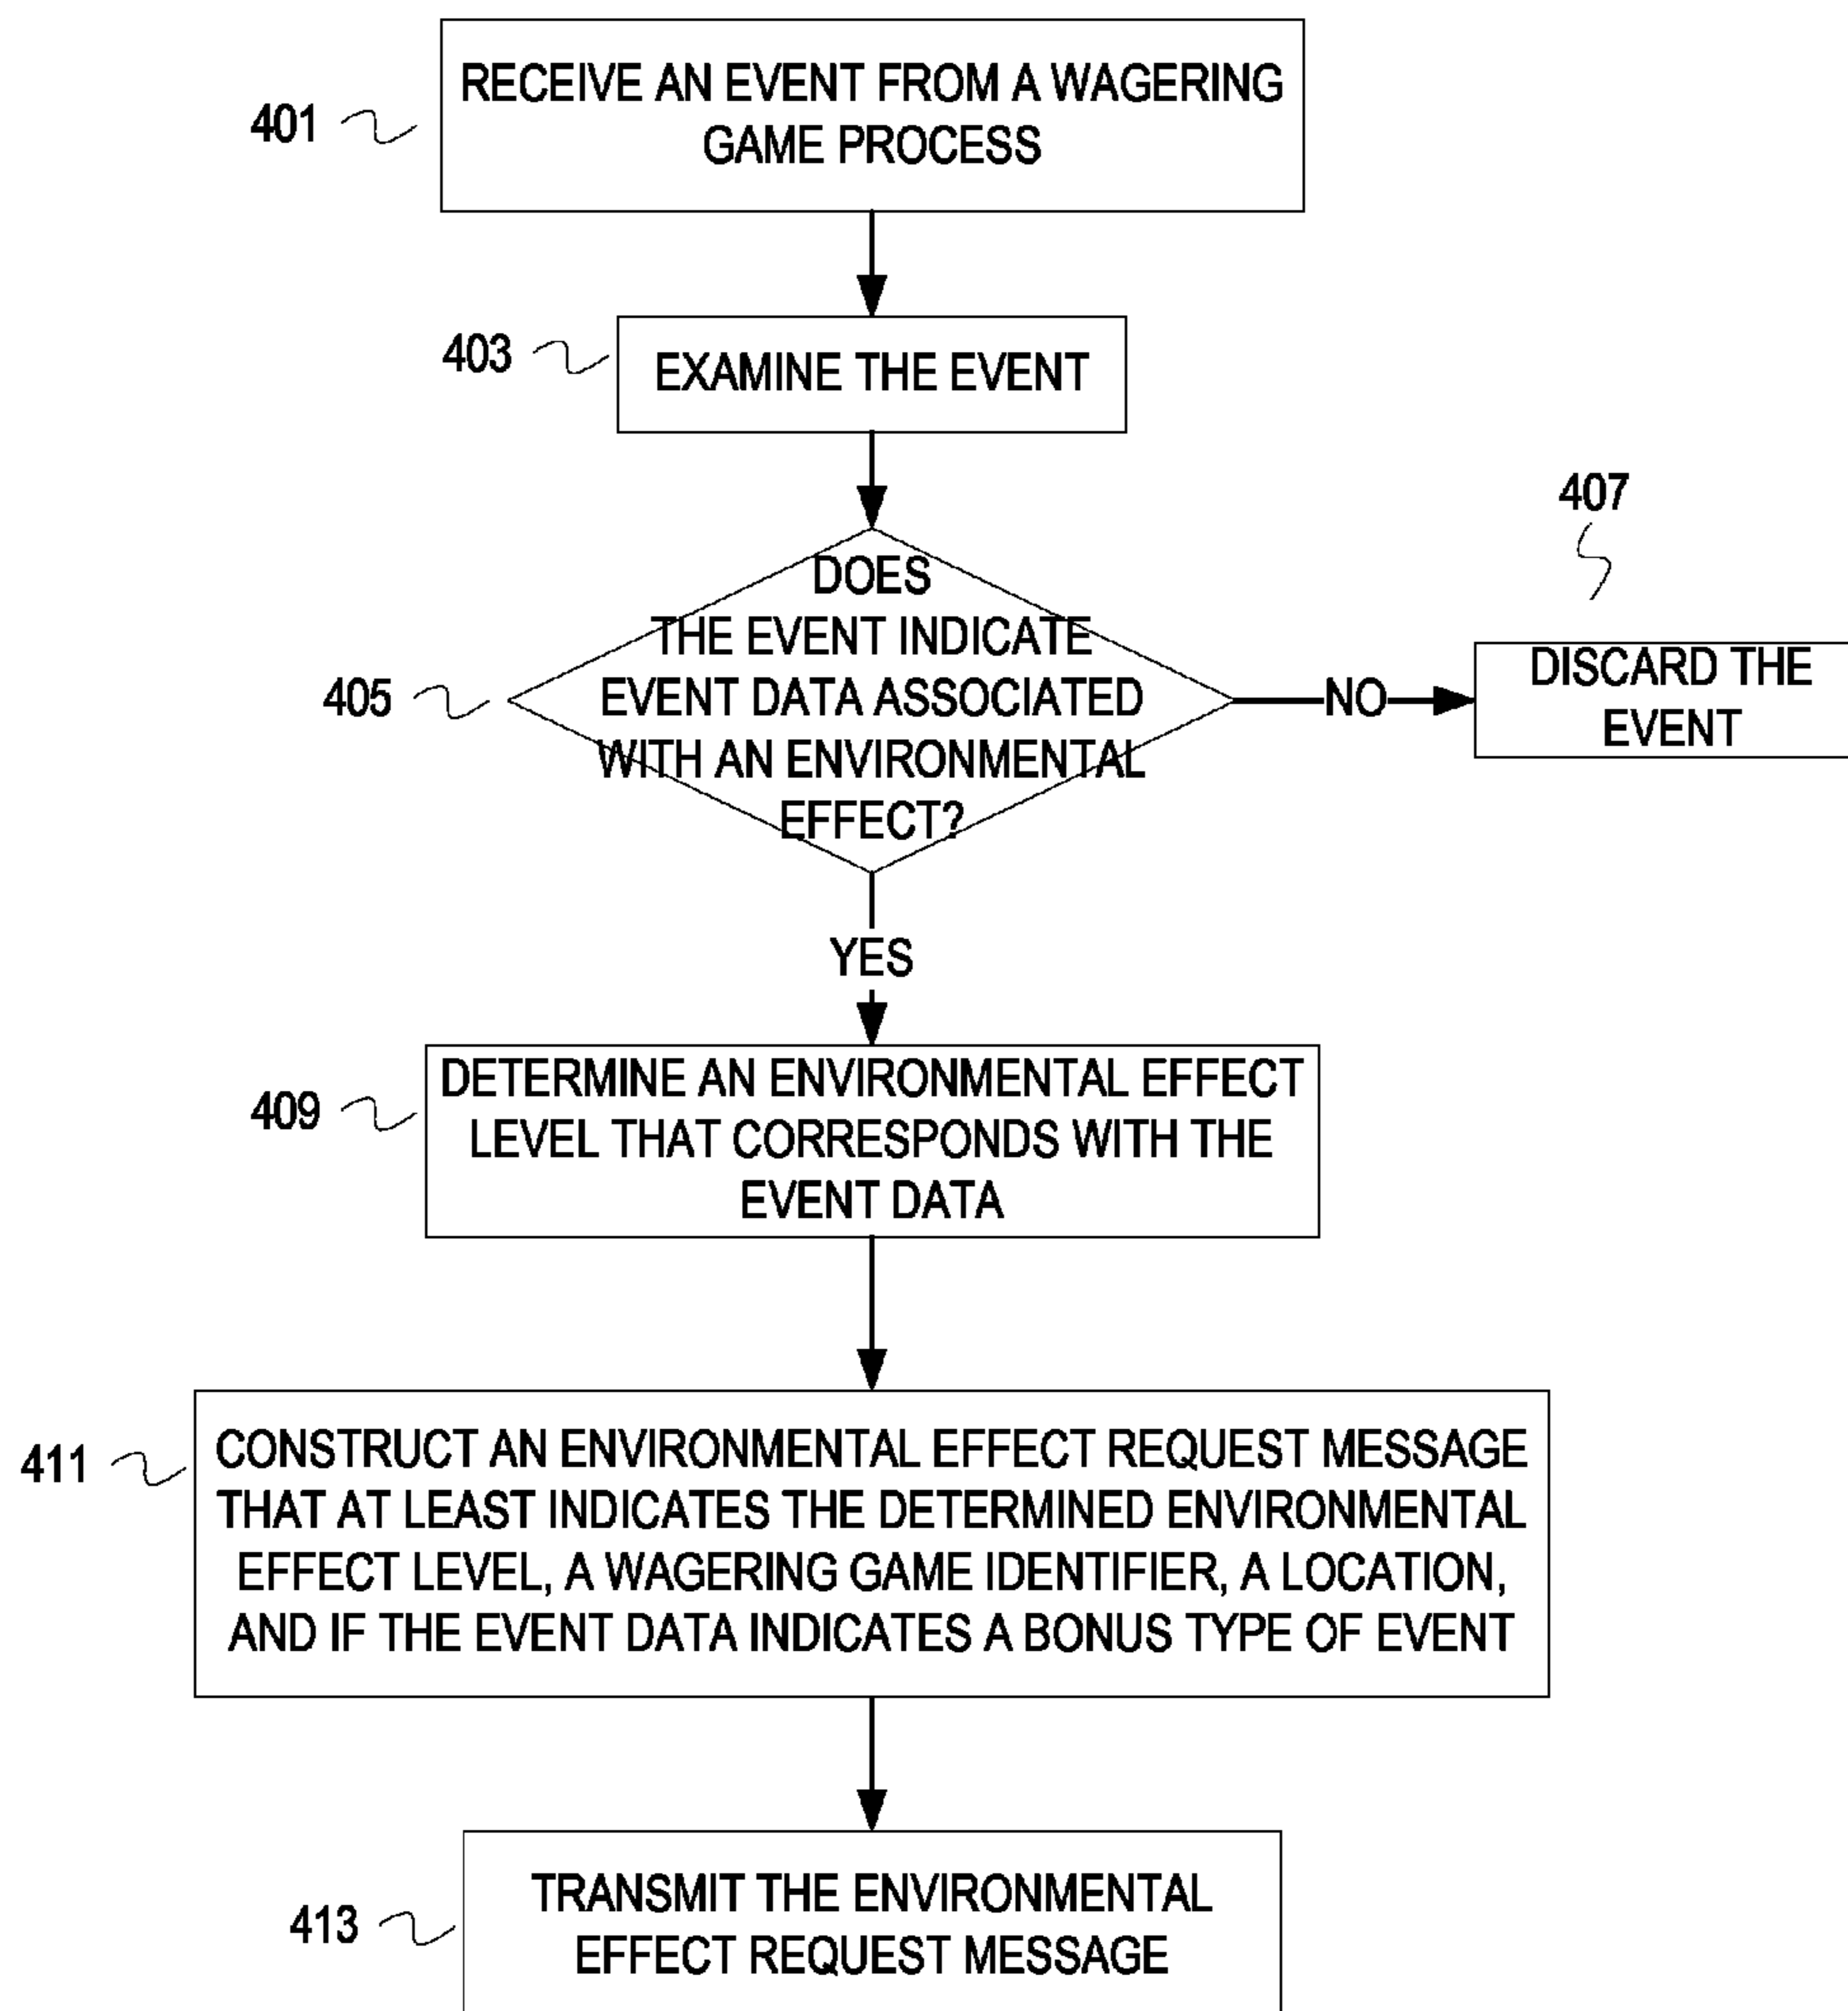 401
RECEIVE AN EVENT FROM A WAGERING
GAME PROCESS
403
EXAMINE THE EVENT
405
DOES
THE EVENT INDICATE
EVENT DATA ASSOCIATED
WITH AN ENVIRONMENTAL
EFFECT?
NO
407
DISCARD THE
EVENT
YES
409
DETERMINE AN ENVIRONMENTAL EFFECT
LEVEL THAT CORRESPONDS WITH THE
EVENT DATA
411
CONSTRUCT AN ENVIRONMENTAL EFFECT REQUEST MESSAGE
THAT AT LEAST INDICATES THE DETERMINED ENVIRONMENTAL
EFFECT LEVEL, A WAGERING GAME IDENTIFIER, A LOCATION,
AND IF THE EVENT DATA INDICATES A BONUS TYPE OF EVENT
413
TRANSMIT THE ENVIRONMENTAL
EFFECT REQUEST MESSAGE